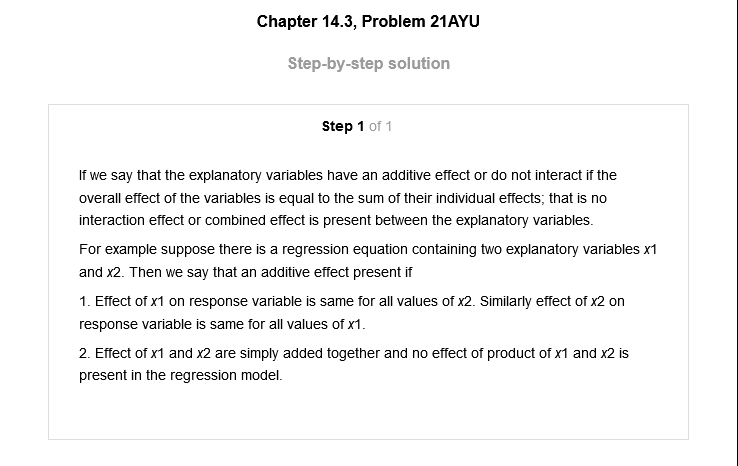 Chapter 14.3, Problem 21AYU
Step-by-step solution
Step 1 of 1
If we say that the explanatory variables have an additive effect or do not interact if the
overall effect of the variables is equal to the sum of their individual effects; that is no
interaction effect or combined effect is present between the explanatory variables.
For example suppose there is a regression equation containing two explanatory variables x1
and x2. Then we say that an additive effect present if
1. Effect of x1 on response variable is same for all values of x2. Similarly effect of x2 on
response variable is same for all values of x1.
2. Effect of x1 and x2 are simply added together and no effect of product of x1 and x2 is
present in the regression model.